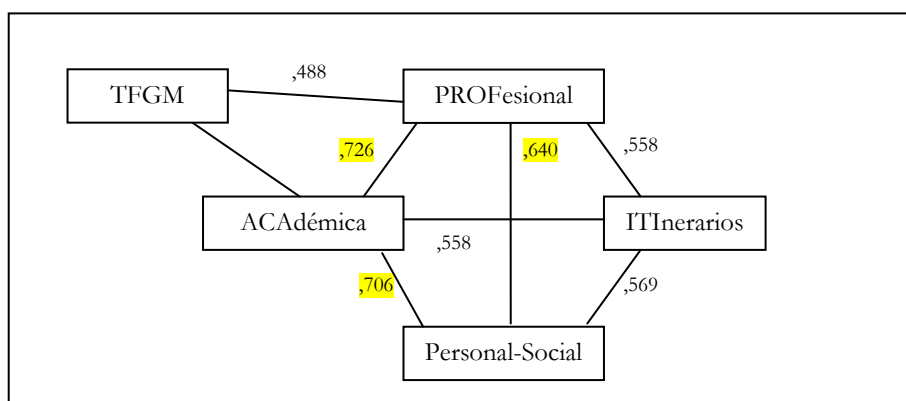 ,488
TFGM
PROFesional
,726
,640
,558
ACAdémica
ITInerarios
,558
,706
,569
Personal-Social